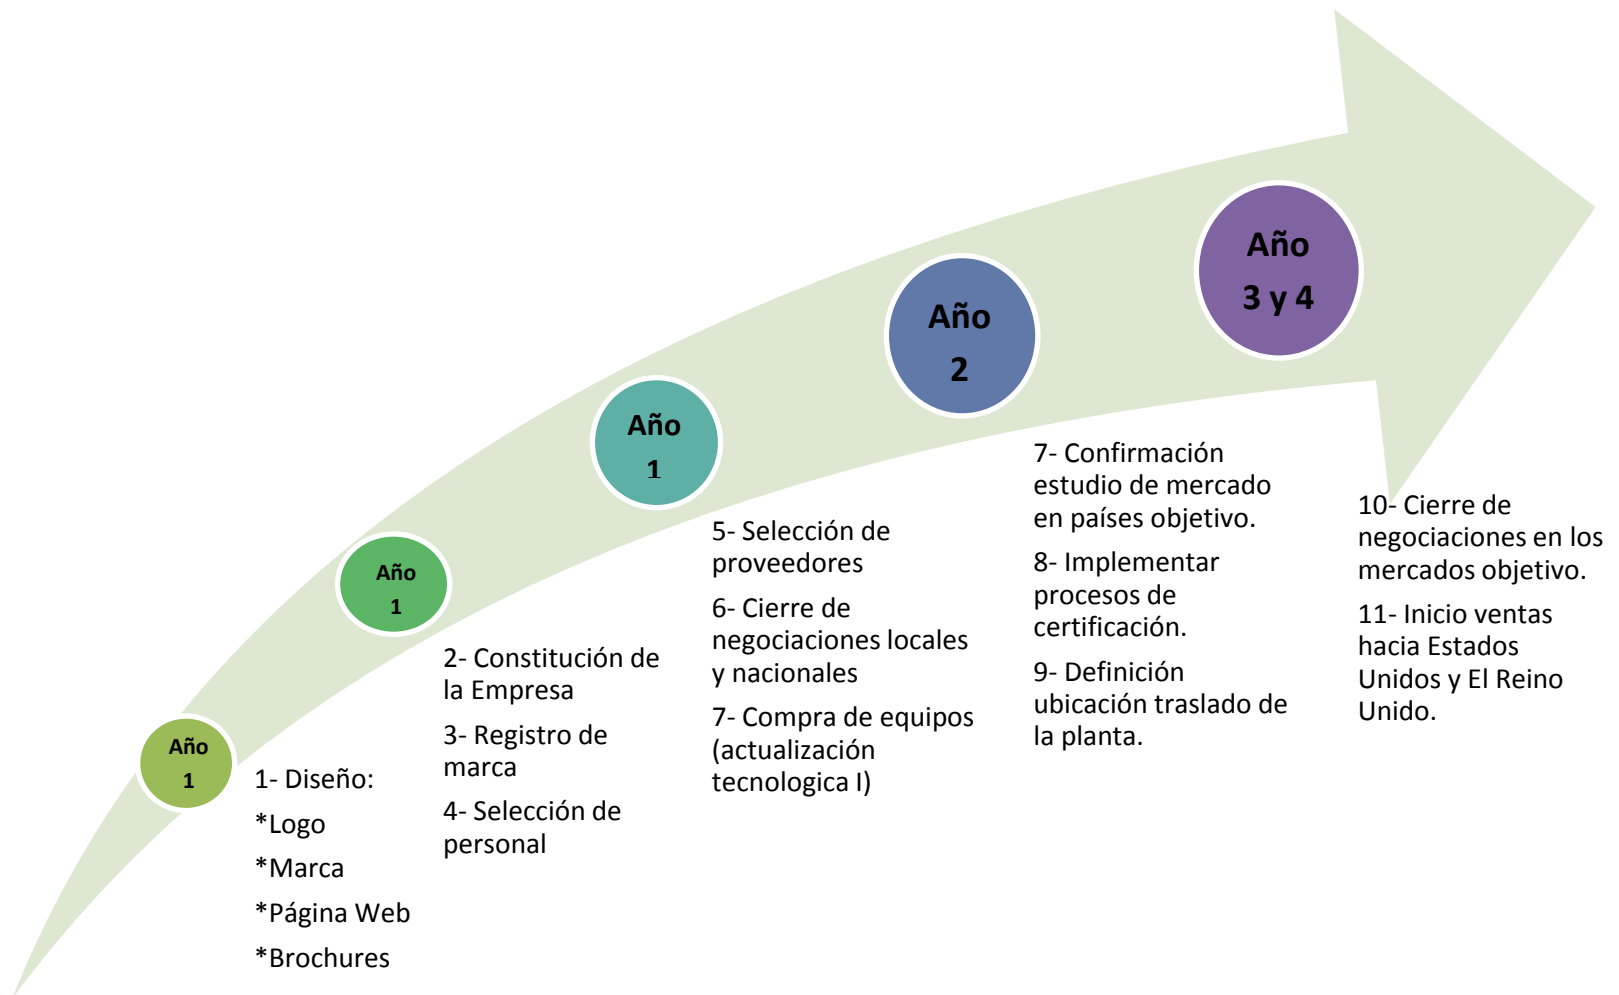 Año
1
1- Diseño:
*Logo
*Marca
*Página Web
*Brochures
Año
1
2- Constitución de
la Empresa
3- Registro de
marca
4- Selección de
personal
Año
1
5- Selección de
proveedores
6- Cierre de
negociaciones locales
y nacionales
7- Compra de equipos
(actualización
tecnologica I)
Año
2
7- Confirmación
estudio de mercado
en países objetivo.
8- Implementar
procesos de
certificación.
9- Definición
ubicación traslado de
la planta.
Año
3 y 4
10- Cierre de
negociaciones en los
mercados objetivo.
11- Inicio ventas
hacia Estados
Unidos y El Reino
Unido.